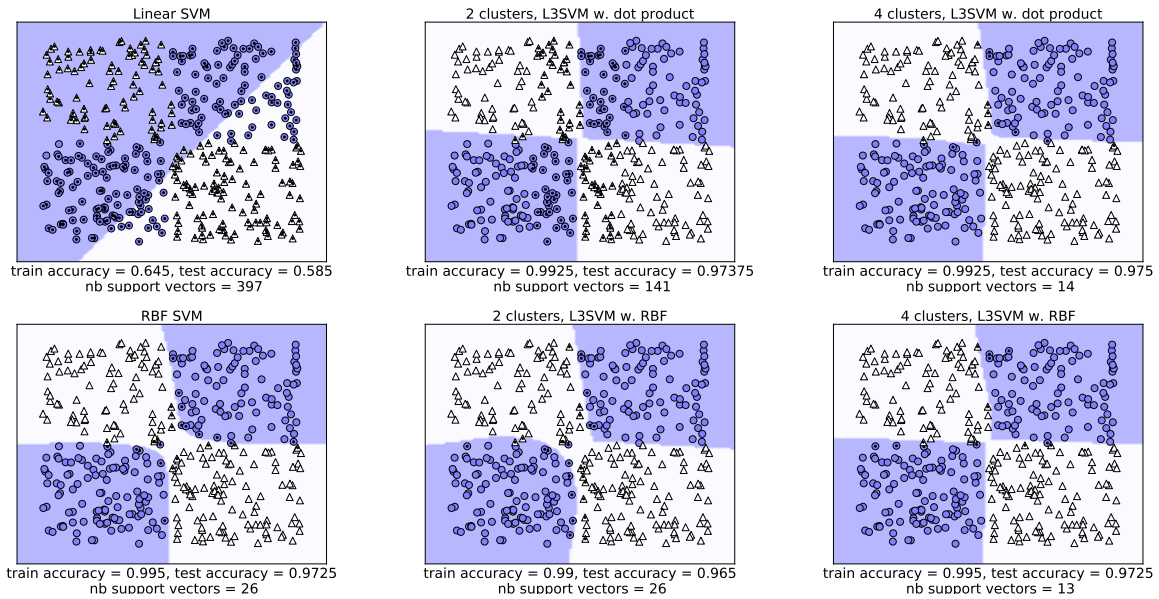 Linear SVM
train accuracy = 0.645, test accuracy = 0.585
nb support vectors = 397
2 clusters, L3SVM w. dot product
train accuracy = 0.9925, test accuracy = 0.97375
nb support vectors = 141
4 clusters, L3SVM w. dot product
train accuracy = 0.9925, test accuracy = 0.975
nb support vectors = 14
RBF SVM
train accuracy = 0.995, test accuracy = 0.9725
nb support vectors = 26
2 clusters, L3SVM w. RBF
train accuracy = 0.99, test accuracy = 0.965
nb support vectors = 26
4 clusters, L3SVM w. RBF
train accuracy = 0.995, test accuracy = 0.9725
nb support vectors = 13